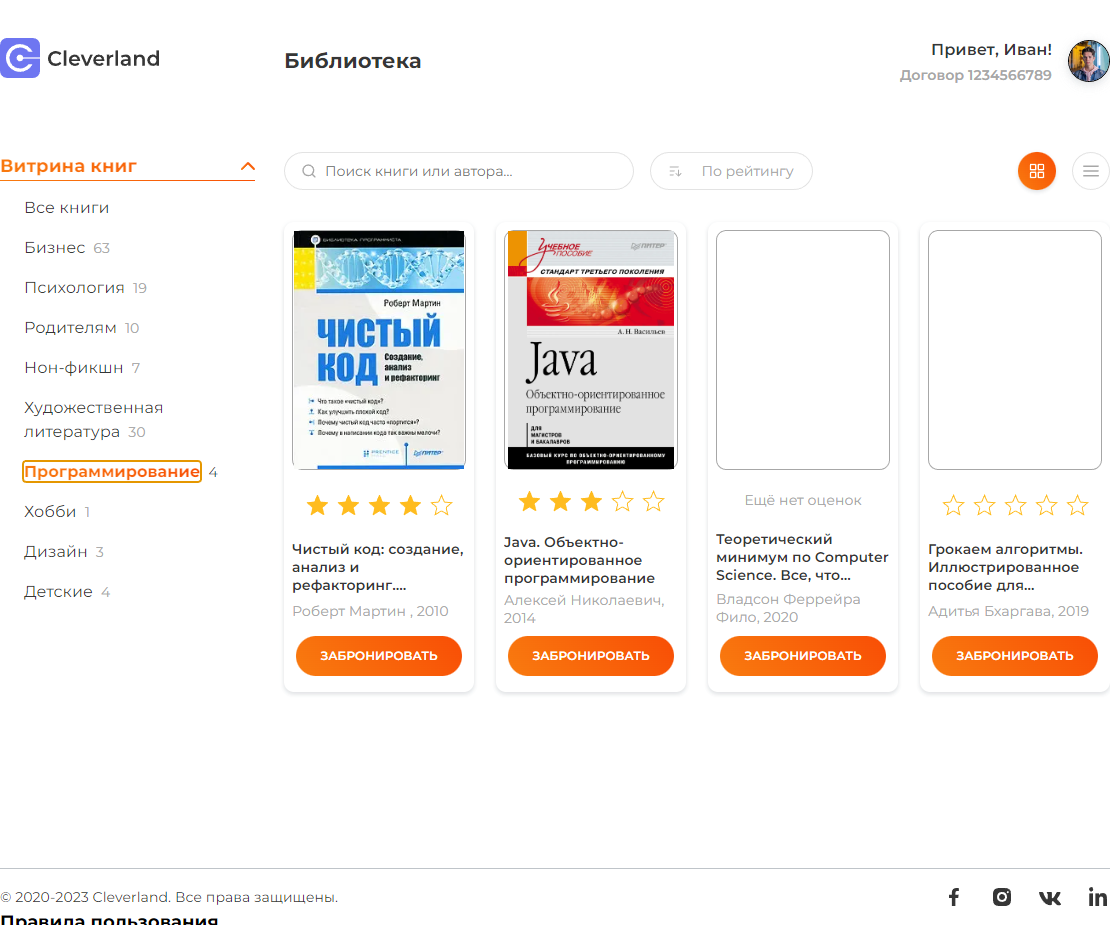 Cleverland
Библиотека
Привет, Иван!
Договор 1234566789
Витрина книг
Все книги
Бизнес 63
Психология 19
Родителям 10
Нон-фикшн 7
Художественная
литература 30
Программирование 4
Хобби 1
Дизайн 3
Детские 4
Поиск книги или автора...
По рейтингу
БИБЛИОТЕКА ПРОГРАММИСТА
Роберт Мартин
ЧИСТЫЙ
КОД
Создание,
анализ
и рефакторинг
Что такое «чистый код»?
Как улучшить плохой код?
Почему чистый код часто «портится»?
Почему в написании кода так важны мелочи?
PRENTICE
ПИТЕР
Чистый код: создание,
анализ и
рефакторинг....
Роберт Мартин , 2010
ЗАБРОНИРОВАТЬ
УЧЕБНОЕ
ПОСОБИЕ
ПИТЕР
СТАНДАРТ ТРЕТЬЕГО ПОКОЛЕНИЯ
А. Н. Васильев
Java
Объектно-ориентированное
программирование
ДЛЯ
МАГИСТРОВ
И БАКАЛАВРОВ
БАЗОВЫЙ КУРС ПО ОБЪЕКТНО-ОРИЕНТИРОВАННОМУ
ПРОГРАММИРОВАНИЮ
Java. Объектно-
ориентированное
программирование
Алексей Николаевич,
2014
ЗАБРОНИРОВАТЬ
Ещё нет оценок
Теоретический
минимум по Computer
Science. Все, что...
Владсон Феррейра
Фило, 2020
ЗАБРОНИРОВАТЬ
Грокаем алгоритмы.
Иллюстрированное
пособие для...
Адитья Бхаргава, 2019
ЗАБРОНИРОВАТЬ
© 2020-2023 Cleverland. Все права защищены.
Правила пользования